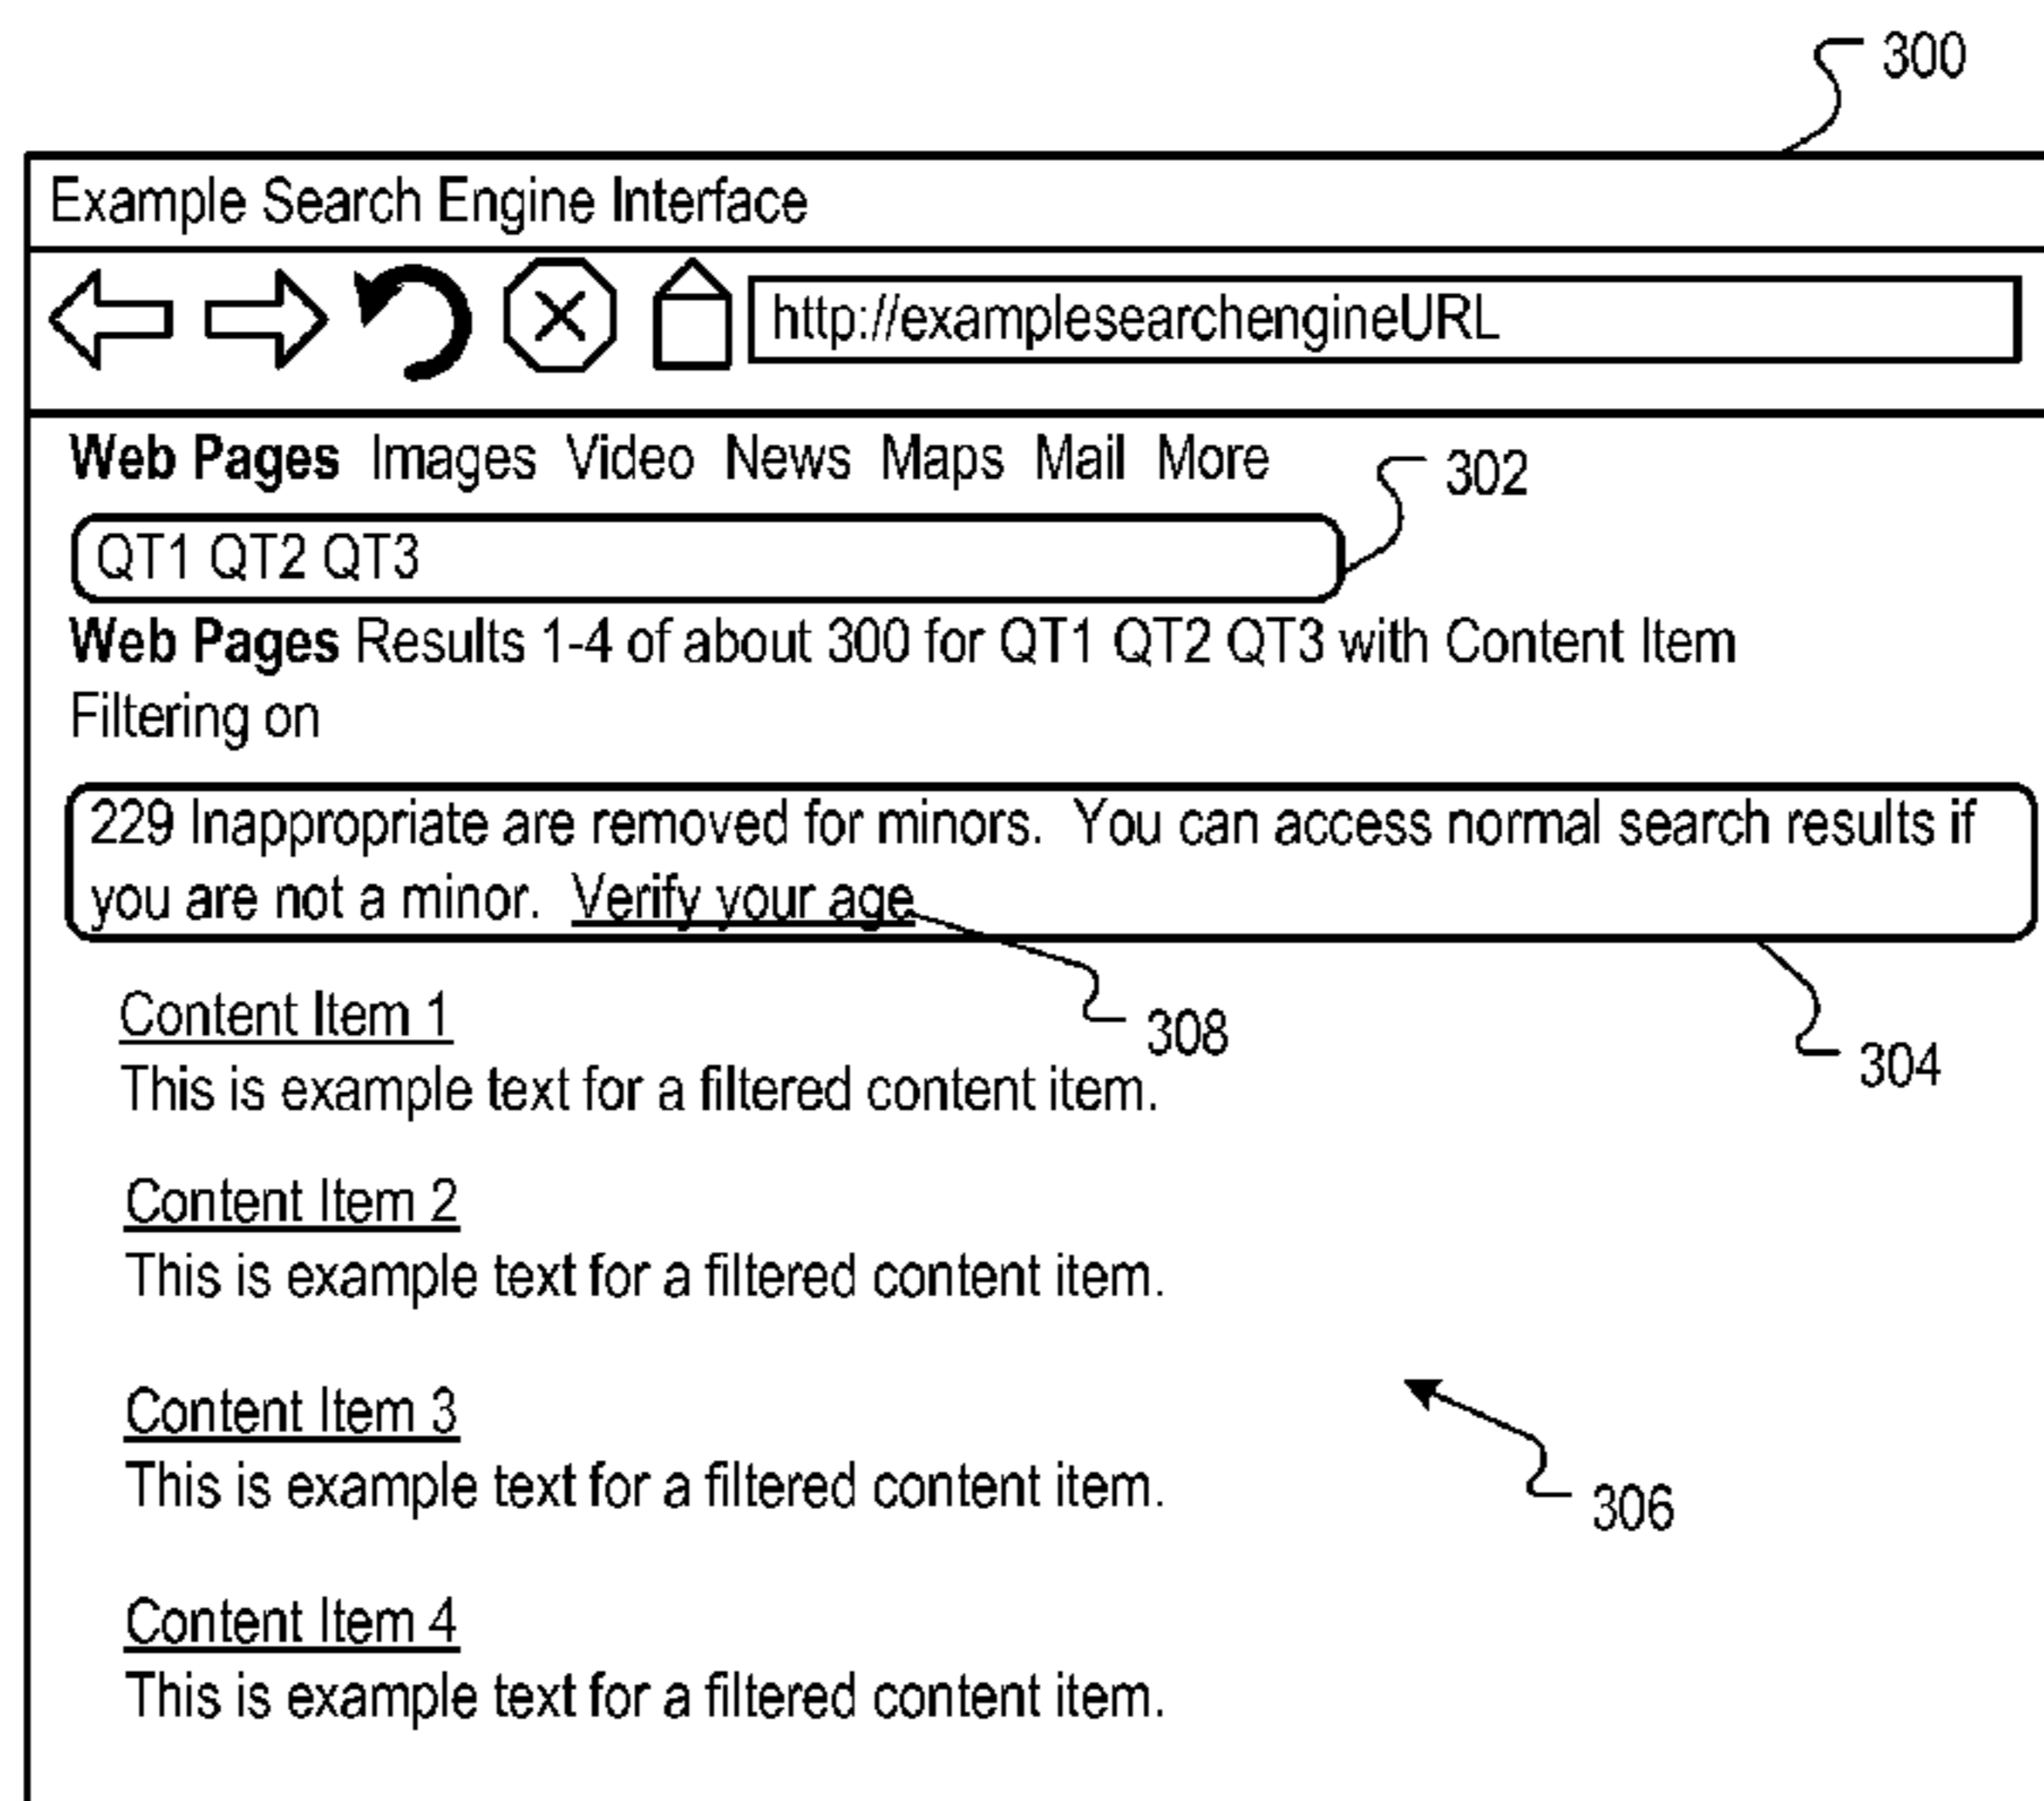 300
Example Search Engine Interface
http://examplesearchengineURL
Web Pages Images Video News Maps Mail More
302
QT1 QT2 QT3
Web Pages Results 1-4 of about 300 for QT1 QT2 QT3 with Content Item
Filtering on
229 Inappropriate are removed for minors. You can access normal search results if
you are not a minor. Verify your age
308
304
Content Item 1
This is example text for a filtered content item.
Content Item 2
This is example text for a filtered content item.
Content Item 3
This is example text for a filtered content item.
306
Content Item 4
This is example text for a filtered content item.